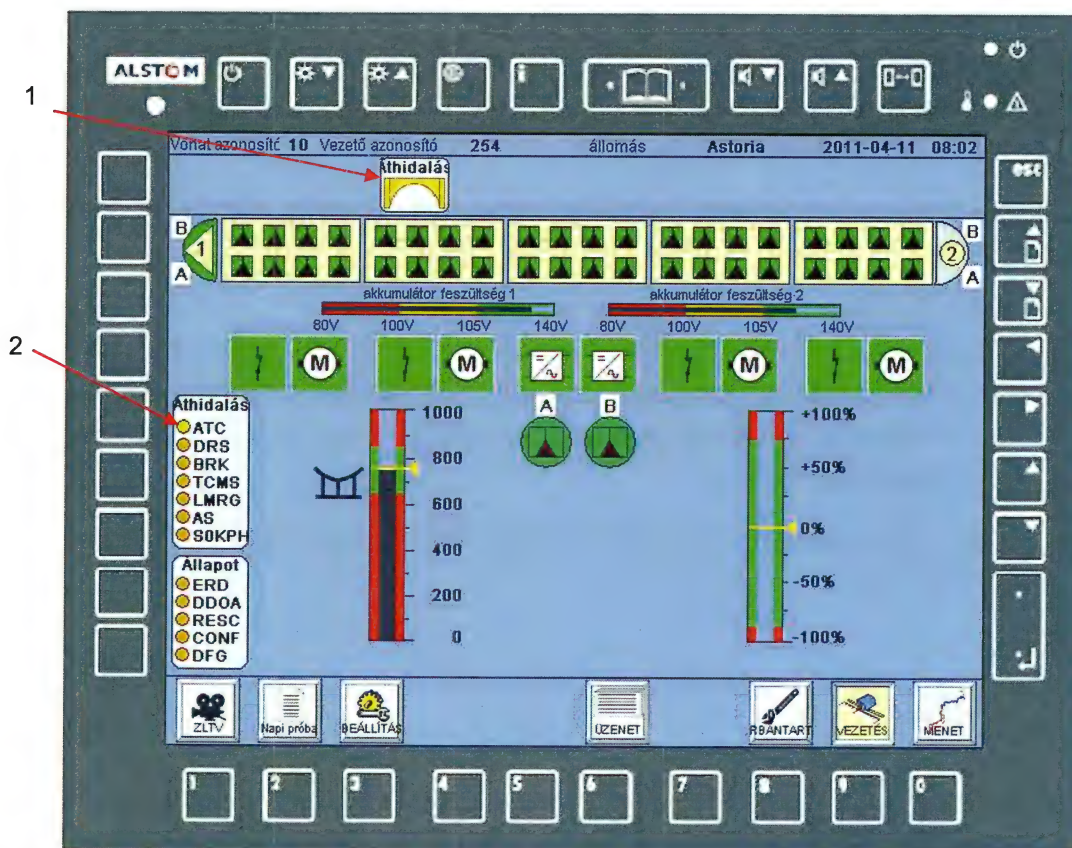 ALSTOM
1
Vonat azonosító 10 Vezető azonosító 254 állomás Astoria 2011-04-11 08:02
esc
Áthidalás
B
A
1
2
B
A
akkumulátor feszültség 1
akkumulátor feszültség 2
80V 100V 105V 140V
80V 100V 105V 140V
M M M M
2
Áthidalás
ATC
DRS
BRK
TCMS
LMRG
AS
S0KPH
Állapot
ERD
DDOA
RESC
CONF
DFG
A B
1000
800
600
400
200
0
+100%
+50%
0%
-50%
-100%
ZLTV
Napi próba
BEÁLLÍTÁS
ÜZENET
RBANTART
VEZETÉS
MENET
1 2 3 4 5 6 7 8 9 0